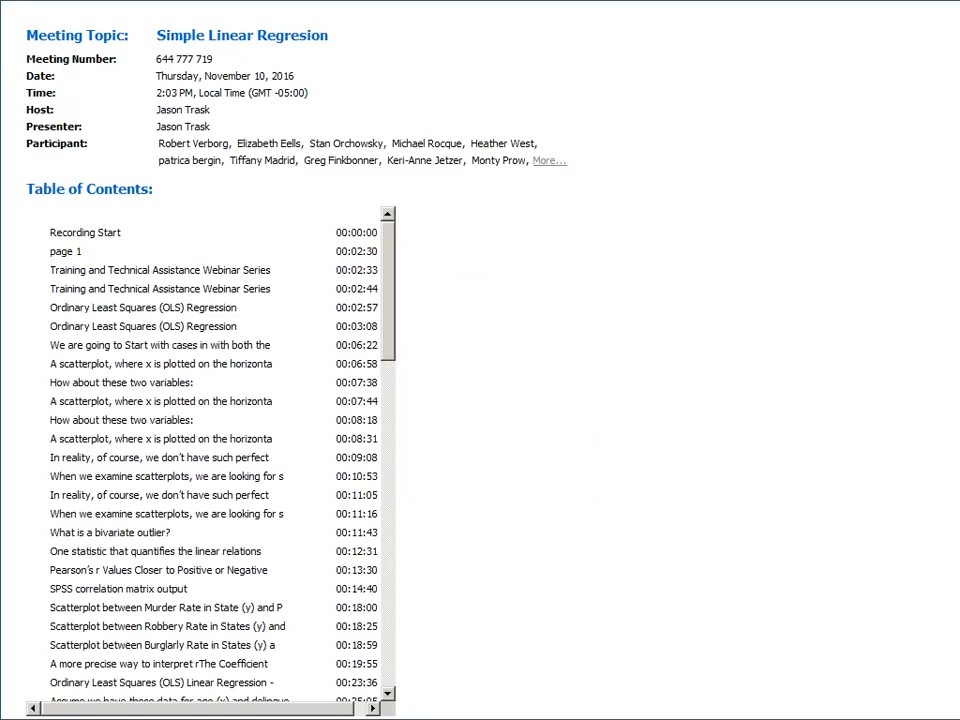 Meeting Topic: Simple Linear Regresion
Meeting Number: 644 777 719
Date: Thursday, November 10, 2016
Time: 2:03 PM, Local Time (GMT -05:00)
Host: Jason Trask
Presenter: Jason Trask
Participant: Robert Verborg, Elizabeth Eells, Stan Orchowsky, Michael Rocque, Heather West,
patrica bergin, Tiffany Madrid, Greg Finkbonner, Keri-Anne Jetzer, Monty Prow, More...
Table of Contents:
Recording Start 00:00:00
page 1 00:02:30
Training and Technical Assistance Webinar Series 00:02:33
Training and Technical Assistance Webinar Series 00:02:44
Ordinary Least Squares (OLS) Regression 00:02:57
Ordinary Least Squares (OLS) Regression 00:03:08
We are going to Start with cases in with both the 00:06:22
A scatterplot, where x is plotted on the horizonta 00:06:58
How about these two variables: 00:07:38
A scatterplot, where x is plotted on the horizonta 00:07:44
How about these two variables: 00:08:18
A scatterplot, where x is plotted on the horizonta 00:08:31
In reality, of course, we don't have such perfect 00:09:08
When we examine scatterplots, we are looking for s 00:10:53
In reality, of course, we don't have such perfect 00:11:05
When we examine scatterplots, we are looking for s 00:11:16
What is a bivariate outlier? 00:11:43
One statistic that quantifies the linear relations 00:12:31
Pearson's r Values Closer to Positive or Negative 00:13:30
SPSS correlation matrix output 00:14:40
Scatterplot between Murder Rate in State (y) and P 00:18:00
Scatterplot between Robbery Rate in States (y) and 00:18:25
Scatterplot between Burglarly Rate in States (y) a 00:18:59
A more precise way to interpret rThe Coefficient 00:19:55
Ordinary Least Squares (OLS) Linear Regression - 00:23:36
Assume we have these data for age (x) and delinque 00:25:05